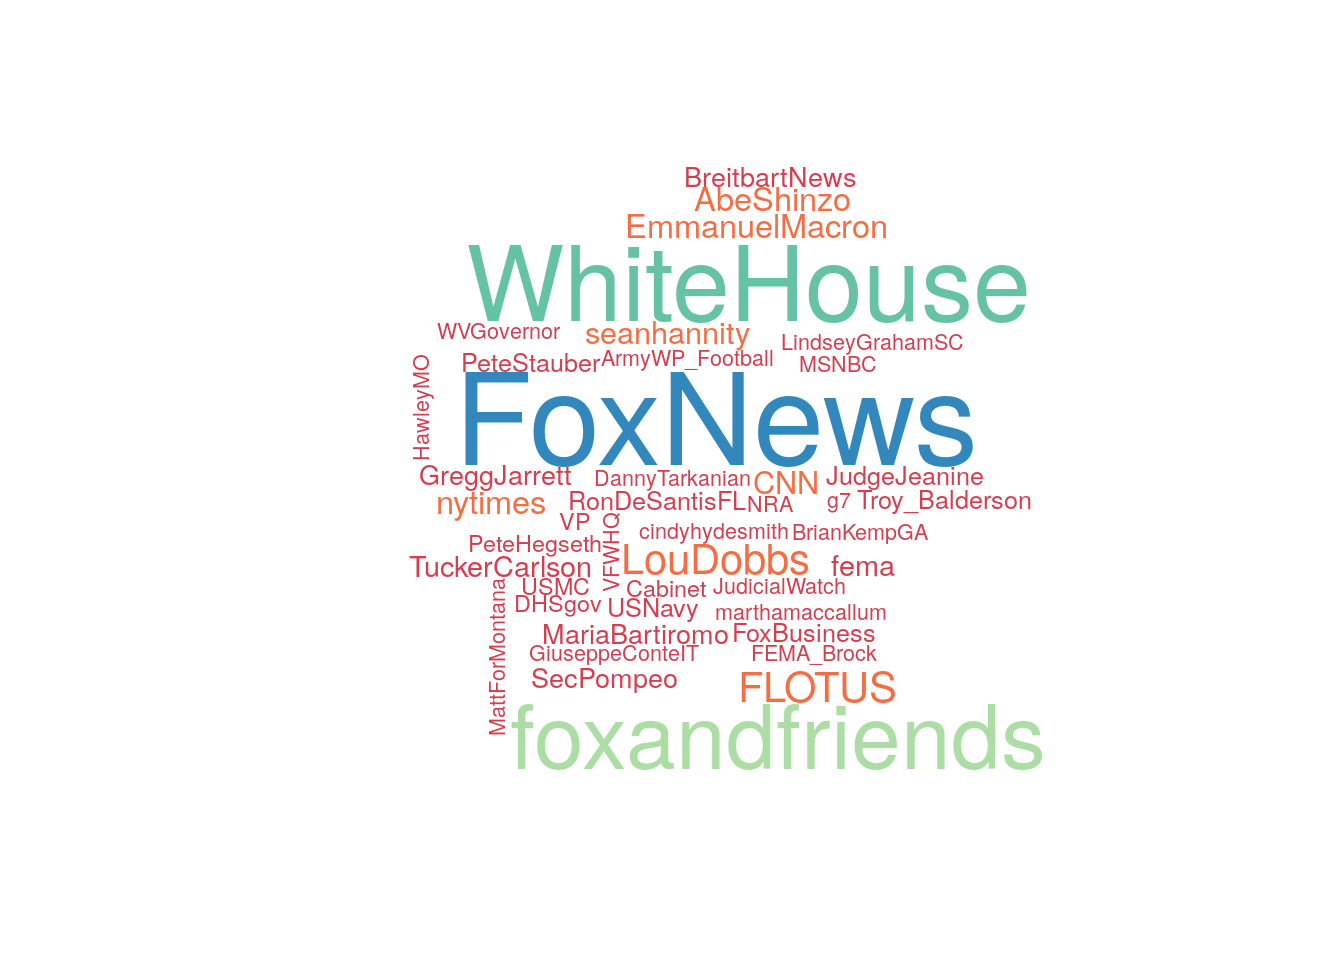 BreitbartNews
AbeShinzo
EmmanuelMacron
WhiteHouse
WVGovernor seanhannity LindseyGrahamSC
PeteStauber ArmyWP_Football MSNBC
HawleyMO
FoxNews
GreggJarrett DannyTarkanian CNN JudgeJeanine
nytimes RonDeSantisFL NRA g7 Troy_Balderson
VP VFWHQ cindyhydesmith BrianKempGA
PeteHegseth LouDobbs fema
TuckerCarlson
USMC Cabinet JudicialWatch
DHSgov USNavy marthamaccallum
MattForMontana
MariaBartiromo FoxBusiness
GiuseppeConteIT FEMA_Brock
SecPompeo FLOTUS
foxandfriends